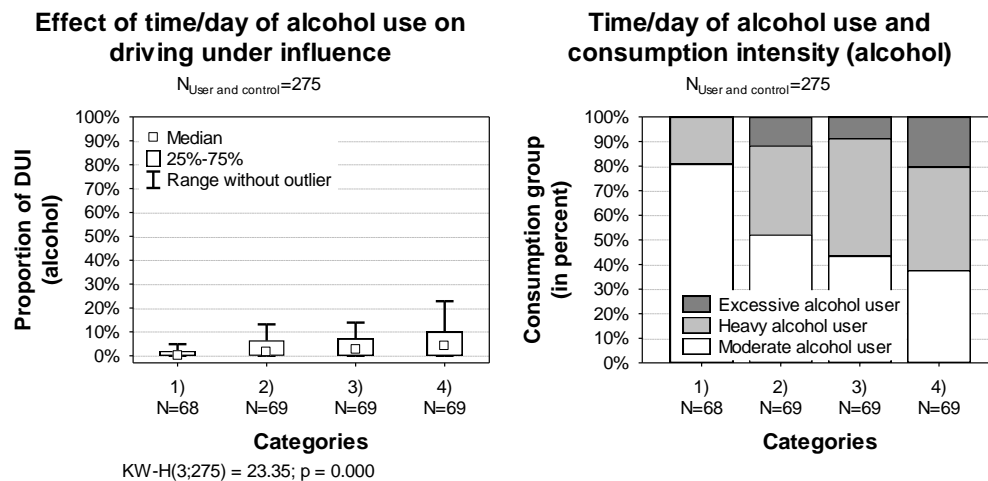 Effect of time/day of alcohol use on
driving under influence
NUser and control=275
Proportion of DUI
(alcohol)
100%
90%
80%
70%
60%
50%
40%
30%
20%
10%
0%
Median
25%-75%
Range without outlier
1) 2) 3) 4)
N=68 N=69 N=69 N=69
Categories
KW-H(3;275) = 23.35; p = 0.000
Time/day of alcohol use and
consumption intensity (alcohol)
NUser and control=275
Consumption group
(in percent)
100%
90%
80%
70%
60%
50%
40%
30%
20%
10%
0%
Excessive alcohol user
Heavy alcohol user
Moderate alcohol user
1) 2) 3) 4)
N=68 N=69 N=69 N=69
Categories